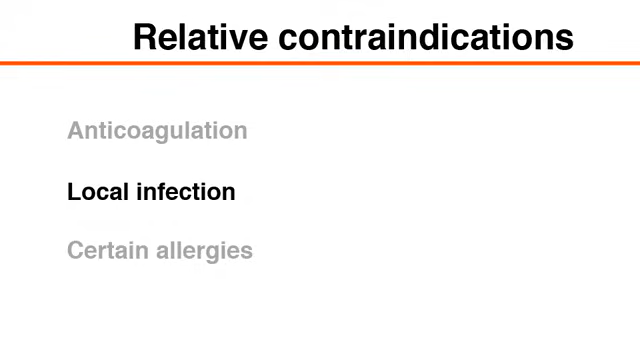 Relative contraindications
Anticoagulation
Local infection
Certain allergies